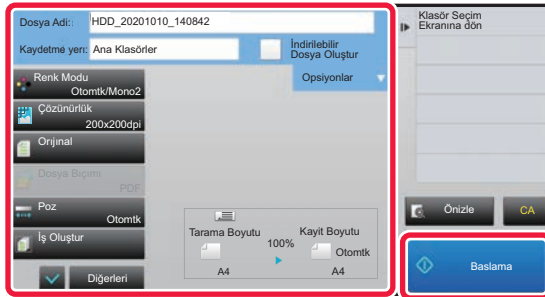 Dosya Adi:: HDD_20201010_140842
Kaydetme yeri: Ana Klasörler
İndirilebilir
Dosya Oluştur
Opsiyonlar
Renk Modu
Otomtk/Mono2
Çözünürlük
200x200dpi
Orijinal
Dosya Biçimi
PDF
Poz
Otomtk
İş Oluştur
Diğerleri
Tarama Boyutu
100%
Kayit Boyutu
Otomtk
A4
A4
Klasör Seçim
Ekranına dön
Önizle
CA
Baslama